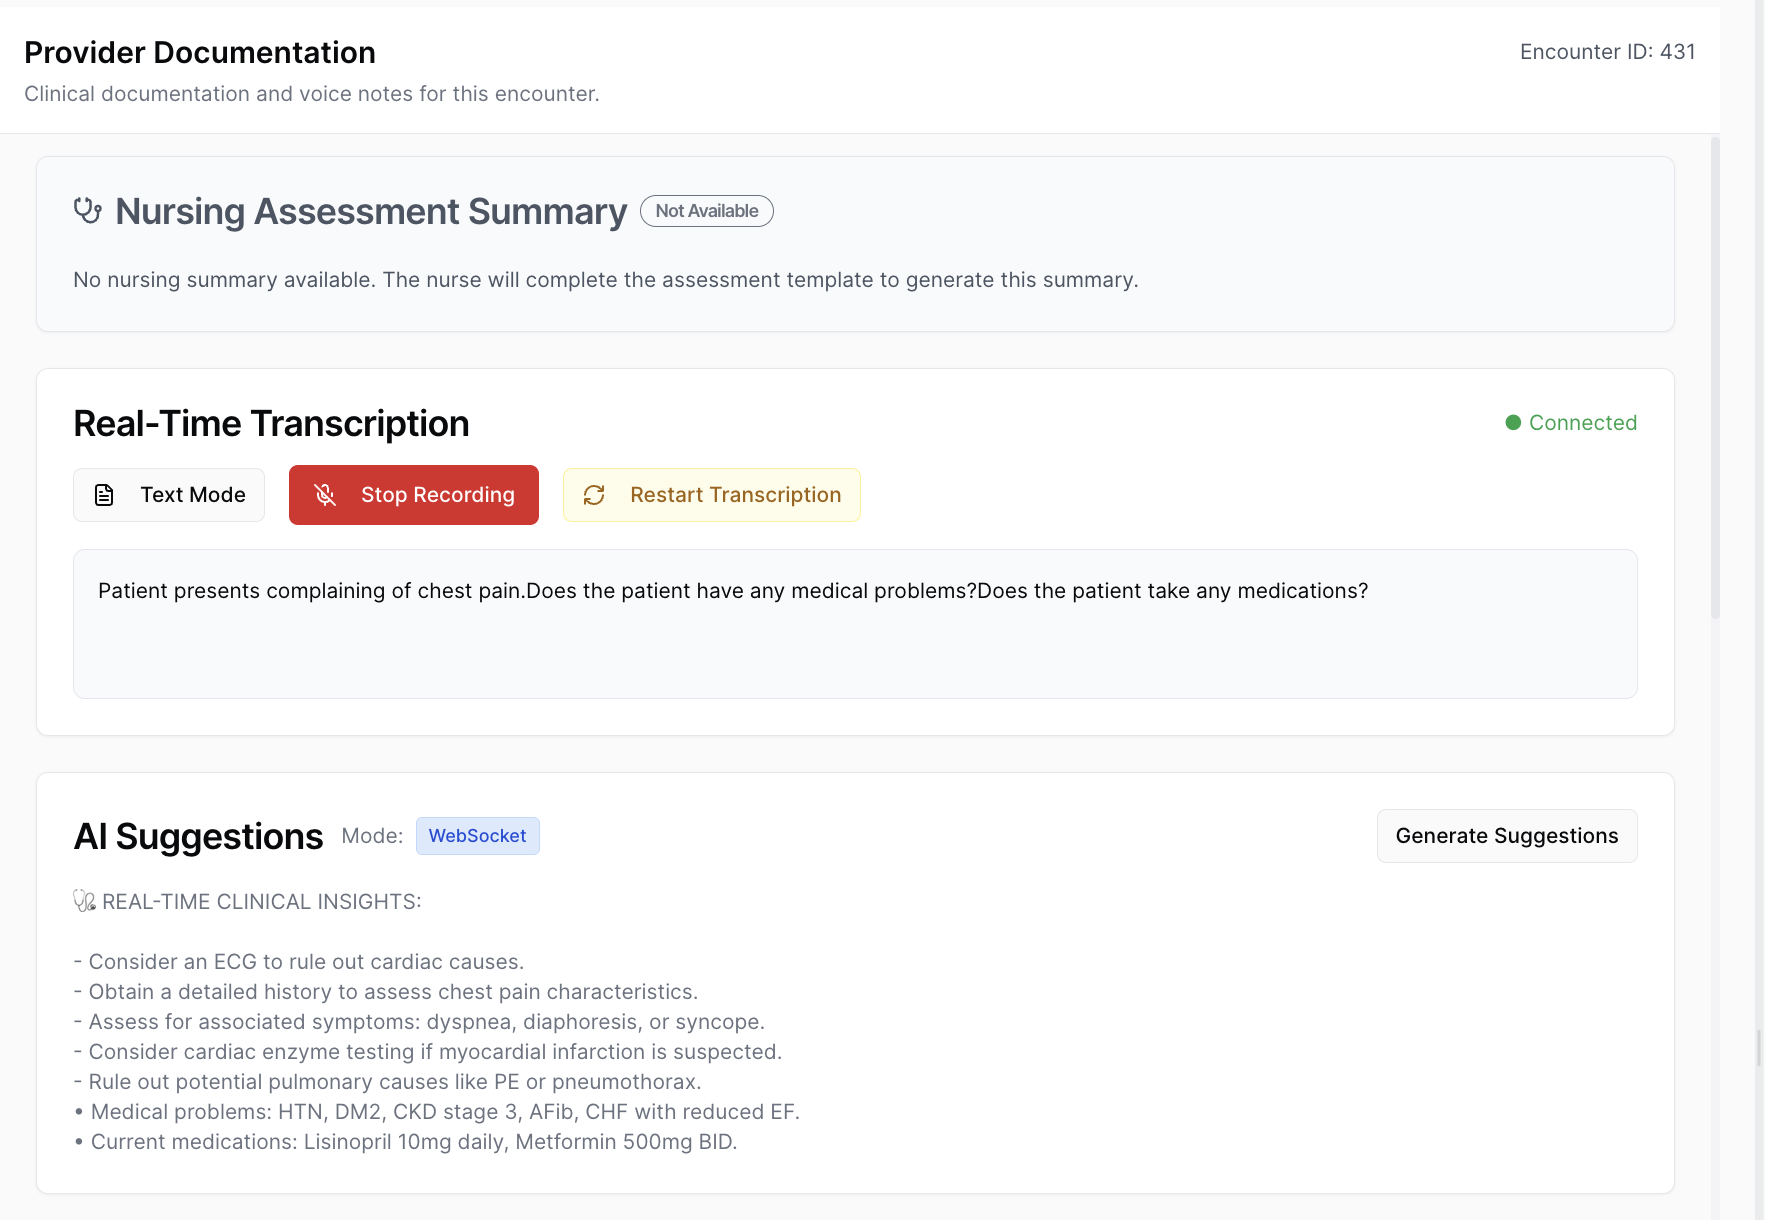 Provider Documentation
Encounter ID: 431
Clinical documentation and voice notes for this encounter.
Nursing Assessment Summary
Not Available
No nursing summary available. The nurse will complete the assessment template to generate this summary.
Real-Time Transcription
Connected
Text Mode
Stop Recording
Restart Transcription
Patient presents complaining of chest pain.Does the patient have any medical problems?Does the patient take any medications?
AI Suggestions
Mode:
WebSocket
Generate Suggestions
🩺 REAL-TIME CLINICAL INSIGHTS:
- Consider an ECG to rule out cardiac causes.
- Obtain a detailed history to assess chest pain characteristics.
- Assess for associated symptoms: dyspnea, diaphoresis, or syncope.
- Consider cardiac enzyme testing if myocardial infarction is suspected.
- Rule out potential pulmonary causes like PE or pneumothorax.
• Medical problems: HTN, DM2, CKD stage 3, AFib, CHF with reduced EF.
• Current medications: Lisinopril 10mg daily, Metformin 500mg BID.